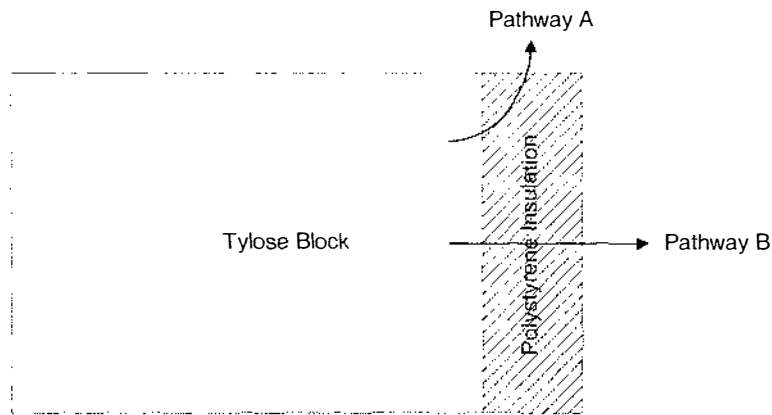 Pathway A
Polystyrene Insulation
Tylose Block
Pathway B